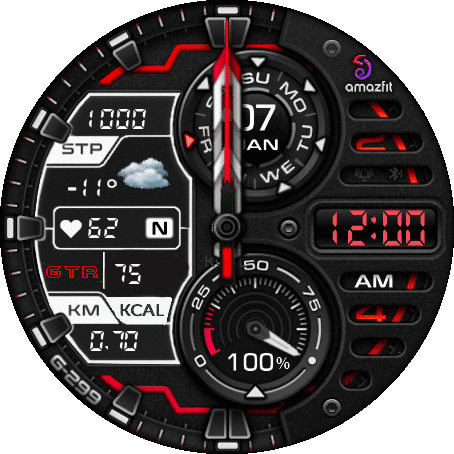 SU
MO
TU
WE
FR
07
JAN
amazfit
1000
STP
-11°
62
N
GTR
75
KM
KCAL
0.70
12:00
AM
0
25
50
75
100%
G-299